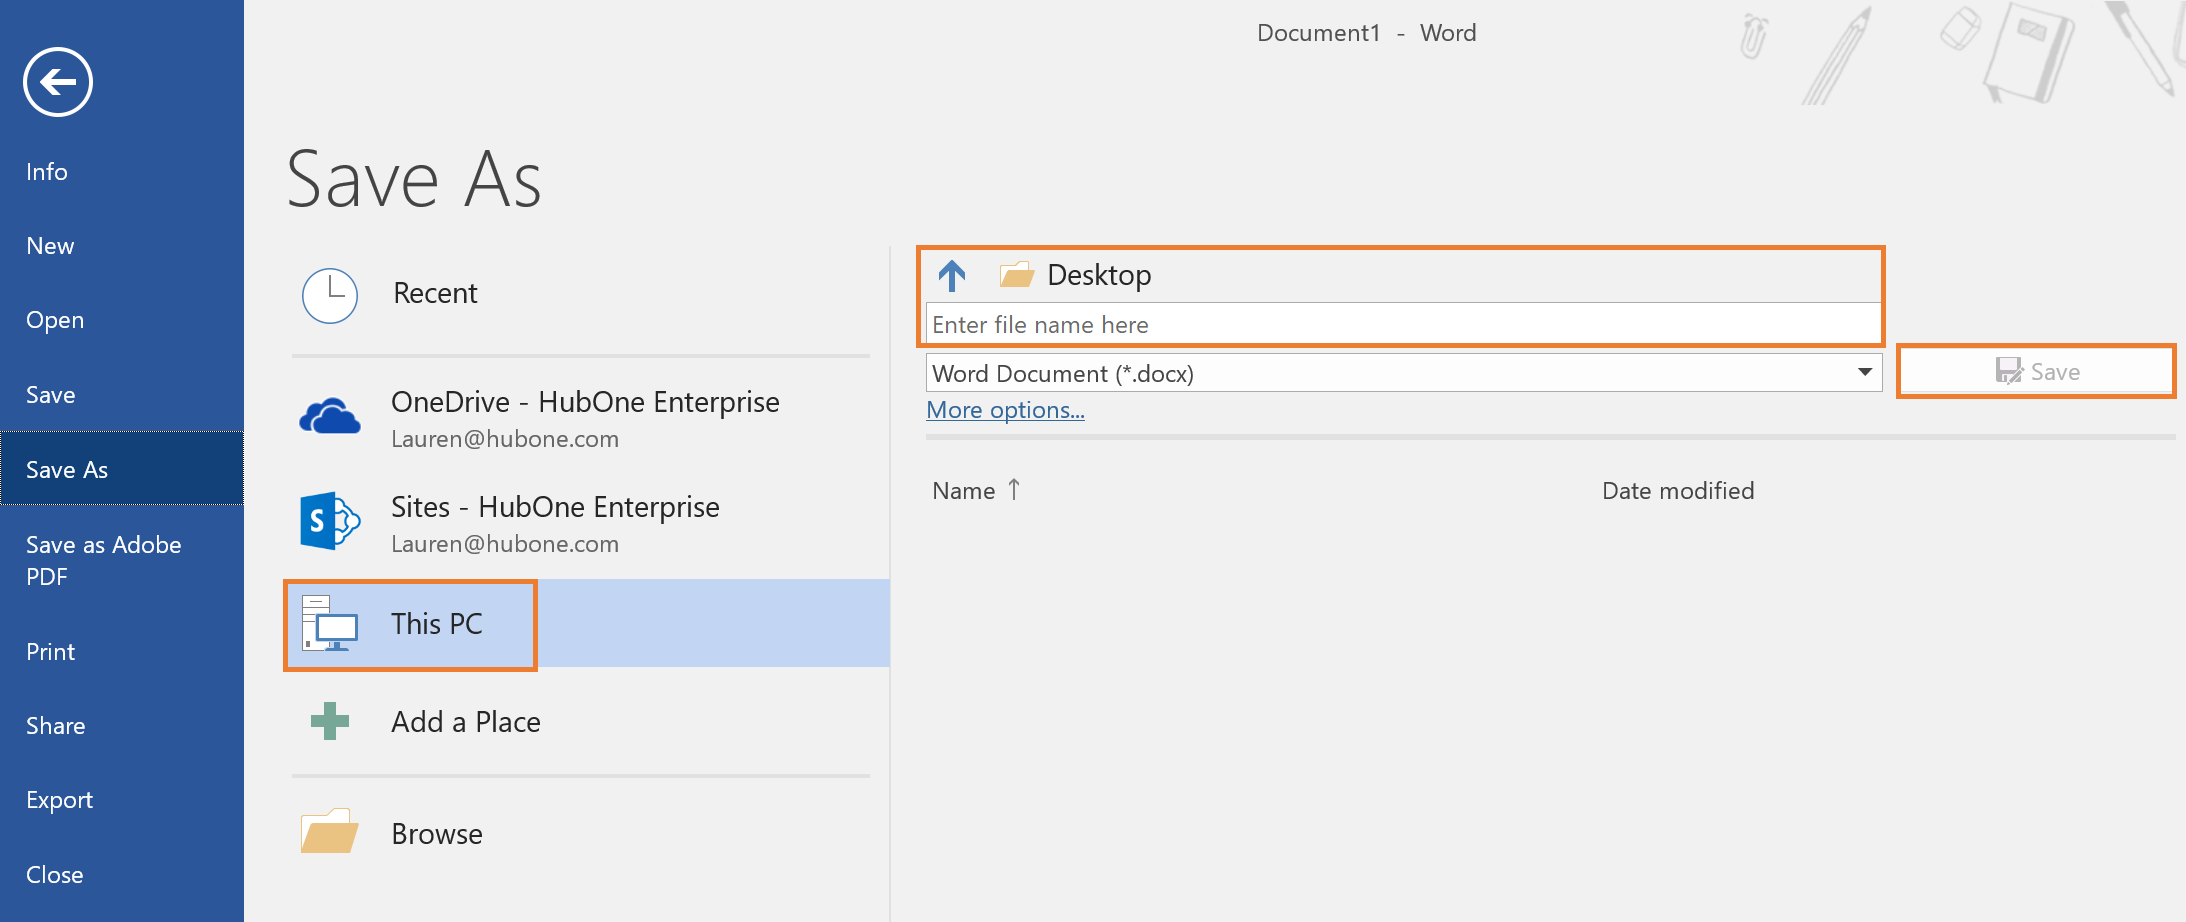 Document1 - Word
Info
New
Open
Save
Save As
Save as Adobe
PDF
Print
Share
Export
Close
Save As
Recent
OneDrive - HubOne Enterprise
Lauren@hubone.com
S
Sites - HubOne Enterprise
Lauren@hubone.com
This PC
Add a Place
Browse
Desktop
Enter file name here
Word Document (*.docx)
Save
More options...
Name ↑
Date modified